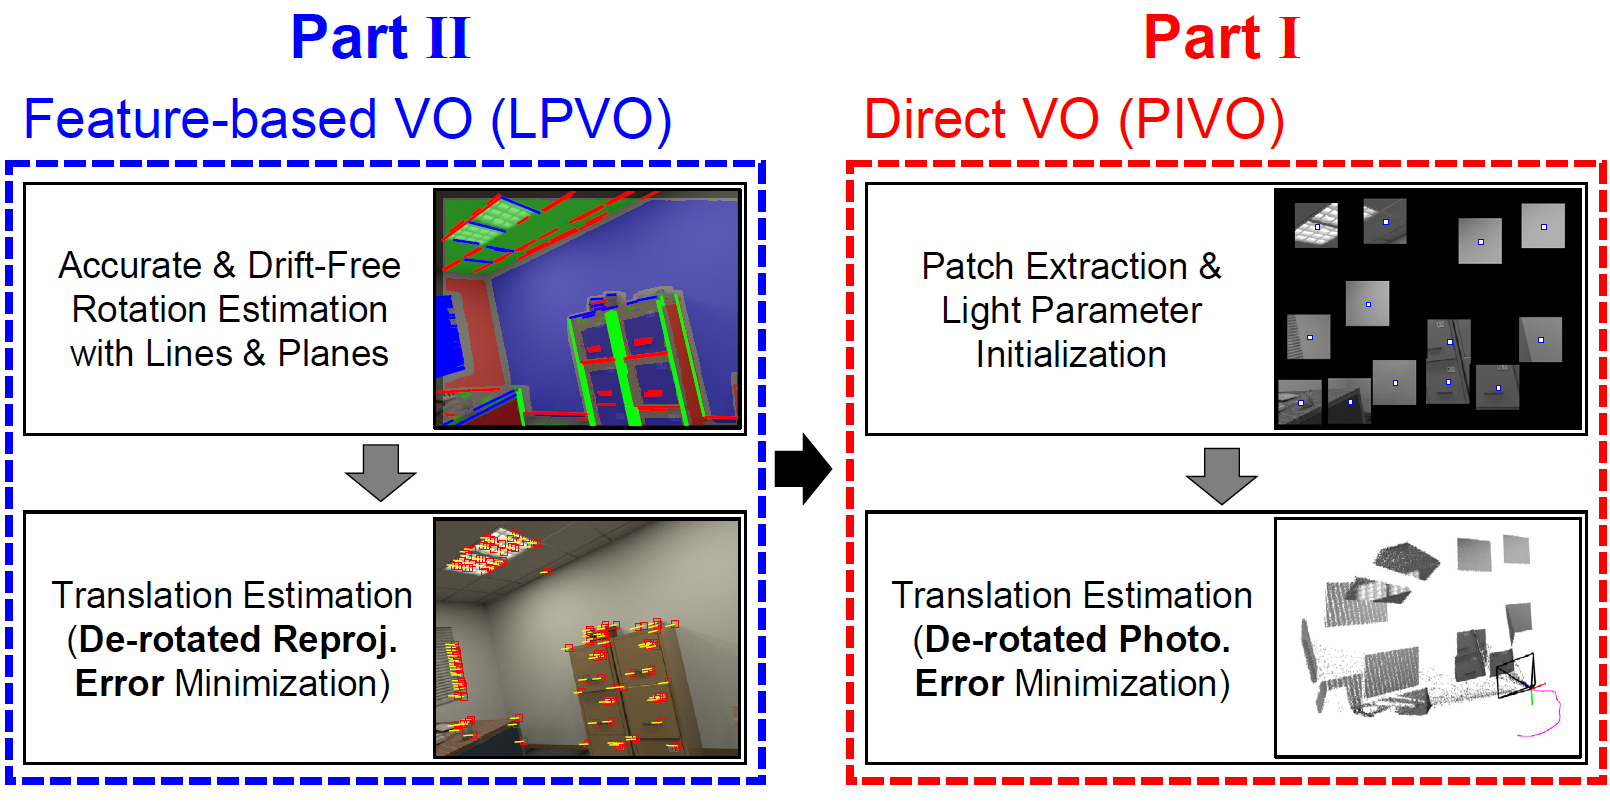 Part II
Feature-based VO (LPVO)
Accurate & Drift-Free
Rotation Estimation
with Lines & Planes
Translation Estimation
(De-rotated Reproj.
Error Minimization)
Part I
Direct VO (PIVO)
Patch Extraction &
Light Parameter
Initialization
Translation Estimation
(De-rotated Photo.
Error Minimization)